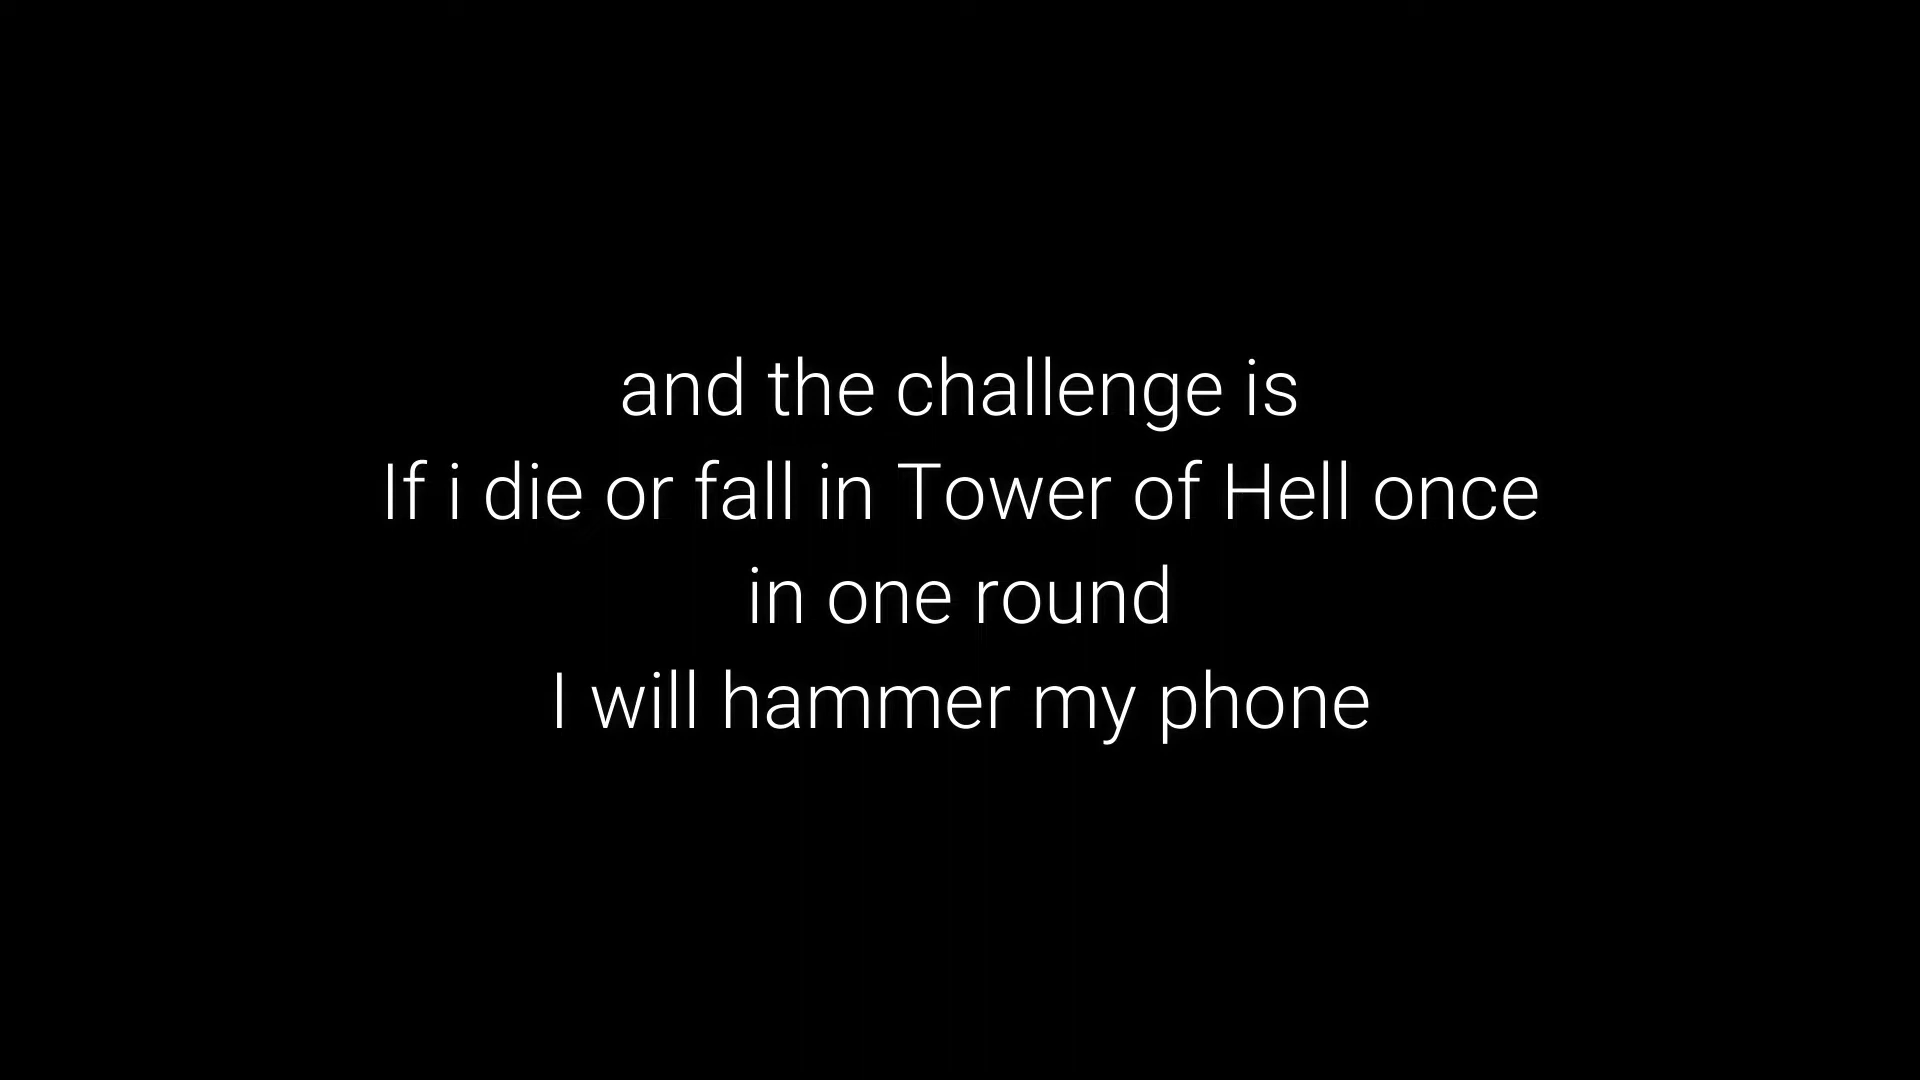 and the challenge is
If i die or fall in Tower of Hell once
in one round
I will hammer my phone